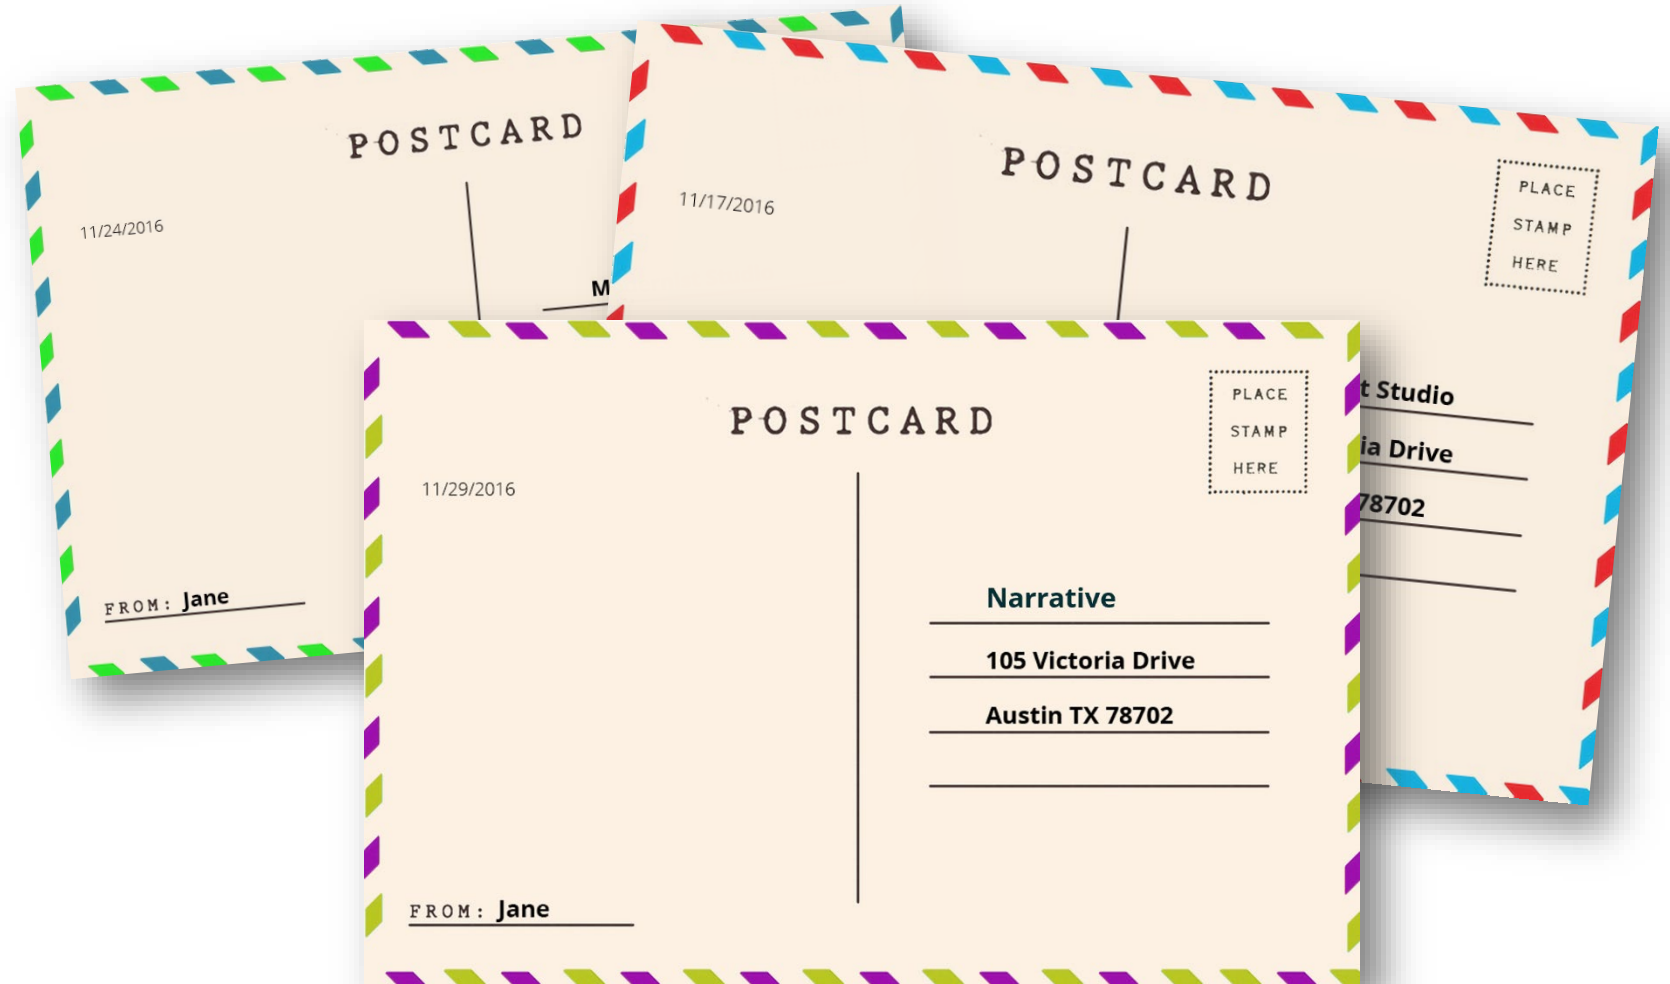 POSTCARD
11/24/2016
FROM: Jane
POSTCARD
11/17/2016
PLACE
STAMP
HERE
Studio
Drive
78702
POSTCARD
PLACE
STAMP
HERE
11/29/2016
Narrative
105 Victoria Drive
Austin TX 78702
FROM: Jane